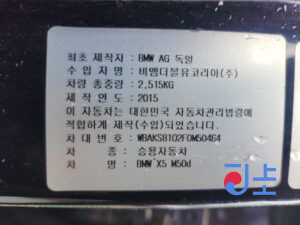 최초 제작자 : BMW AG 독일
수 입 자 명 : 비엠더블유코리아(주)
차량 총중량 : 2,515KG
제 작 연 도 : 2015
이 자동차는 대한민국 자동차관리법령에
적합하게 제작(수입)되었습니다.
차 대 번 호 : WBAKS8102F0M50464
차 종 : 승용자동차
차 명 : BMW X5 M50d